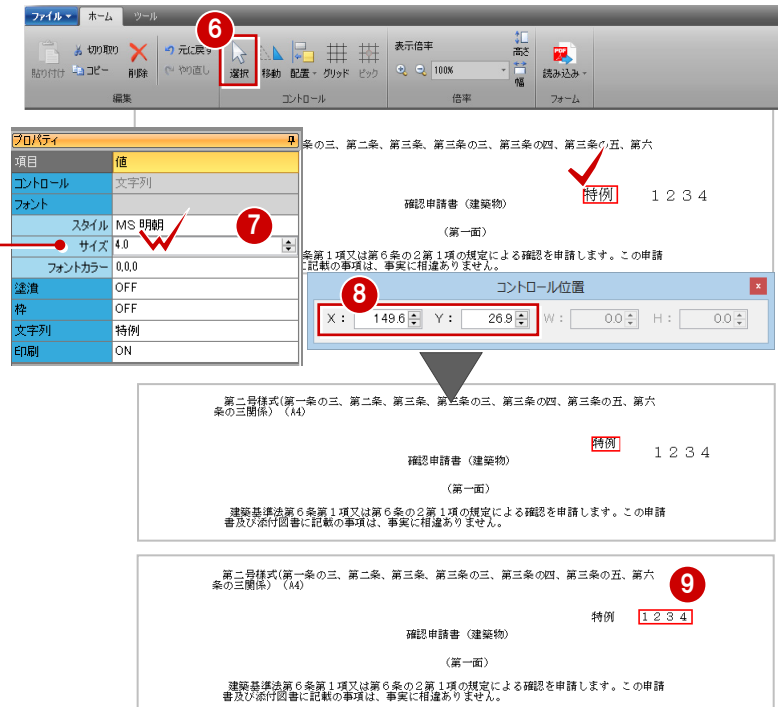 ファイル ホーム ツール
6
貼り付け 切り取り コピー 削除 元に戻す やり直し 選択 移動 配置 グリッド ピック 表示倍率 100% 高さ 幅 読み込み
編集 コントロール 倍率 フォーム
プロパティ
項目 値
コントロール 文字列
フォント
スタイル MS 明朝
サイズ 4.0
フォントカラー 0,0,0
塗潰 OFF
枠 OFF
文字列 特例
印刷 ON
7
条の三、第二条、第三条、第三条の三、第三条の四、第三条の五、第六
特例 1234
確認申請書（建築物）
（第一面）
条第1項又は第6条の2第1項の規定による確認を申請します。この申請
に記載の事項は、事実に相違ありません。
8
コントロール位置 x
X： 149.6 Y： 26.9 W： 0.0 H： 0.0
第二号様式(第一条の三、第二条、第三条、第三条の三、第三条の四、第三条の五、第六
条の三関係）（A4）
特例 1234
確認申請書（建築物）
（第一面）
建築基準法第6条第1項又は第6条の2第1項の規定による確認を申請します。この申請
書及び添付図書に記載の事項は、事実に相違ありません。
第二号様式(第一条の三、第二条、第三条、第三条の三、第三条の四、第三条の五、第六
条の三関係）（A4）
9
特例 1234
確認申請書（建築物）
（第一面）
建築基準法第6条第1項又は第6条の2第1項の規定による確認を申請します。この申請
書及び添付図書に記載の事項は、事実に相違ありません。